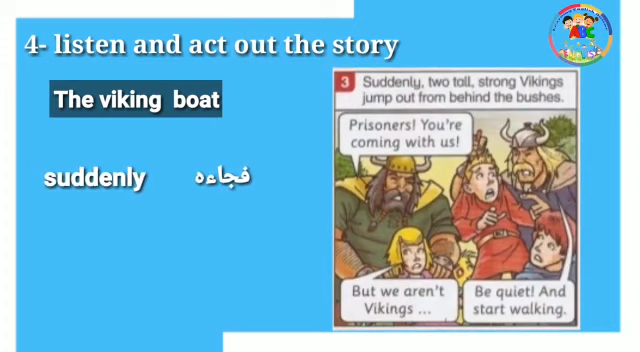 4- listen and act out the story
The viking boat
suddenly فجاءه
3 Suddenly, two tall, strong Vikings
jump out from behind the bushes.
Prisoners! You're
coming with us!
But we aren't
Vikings ...
Be quiet! And
start walking.
ABC